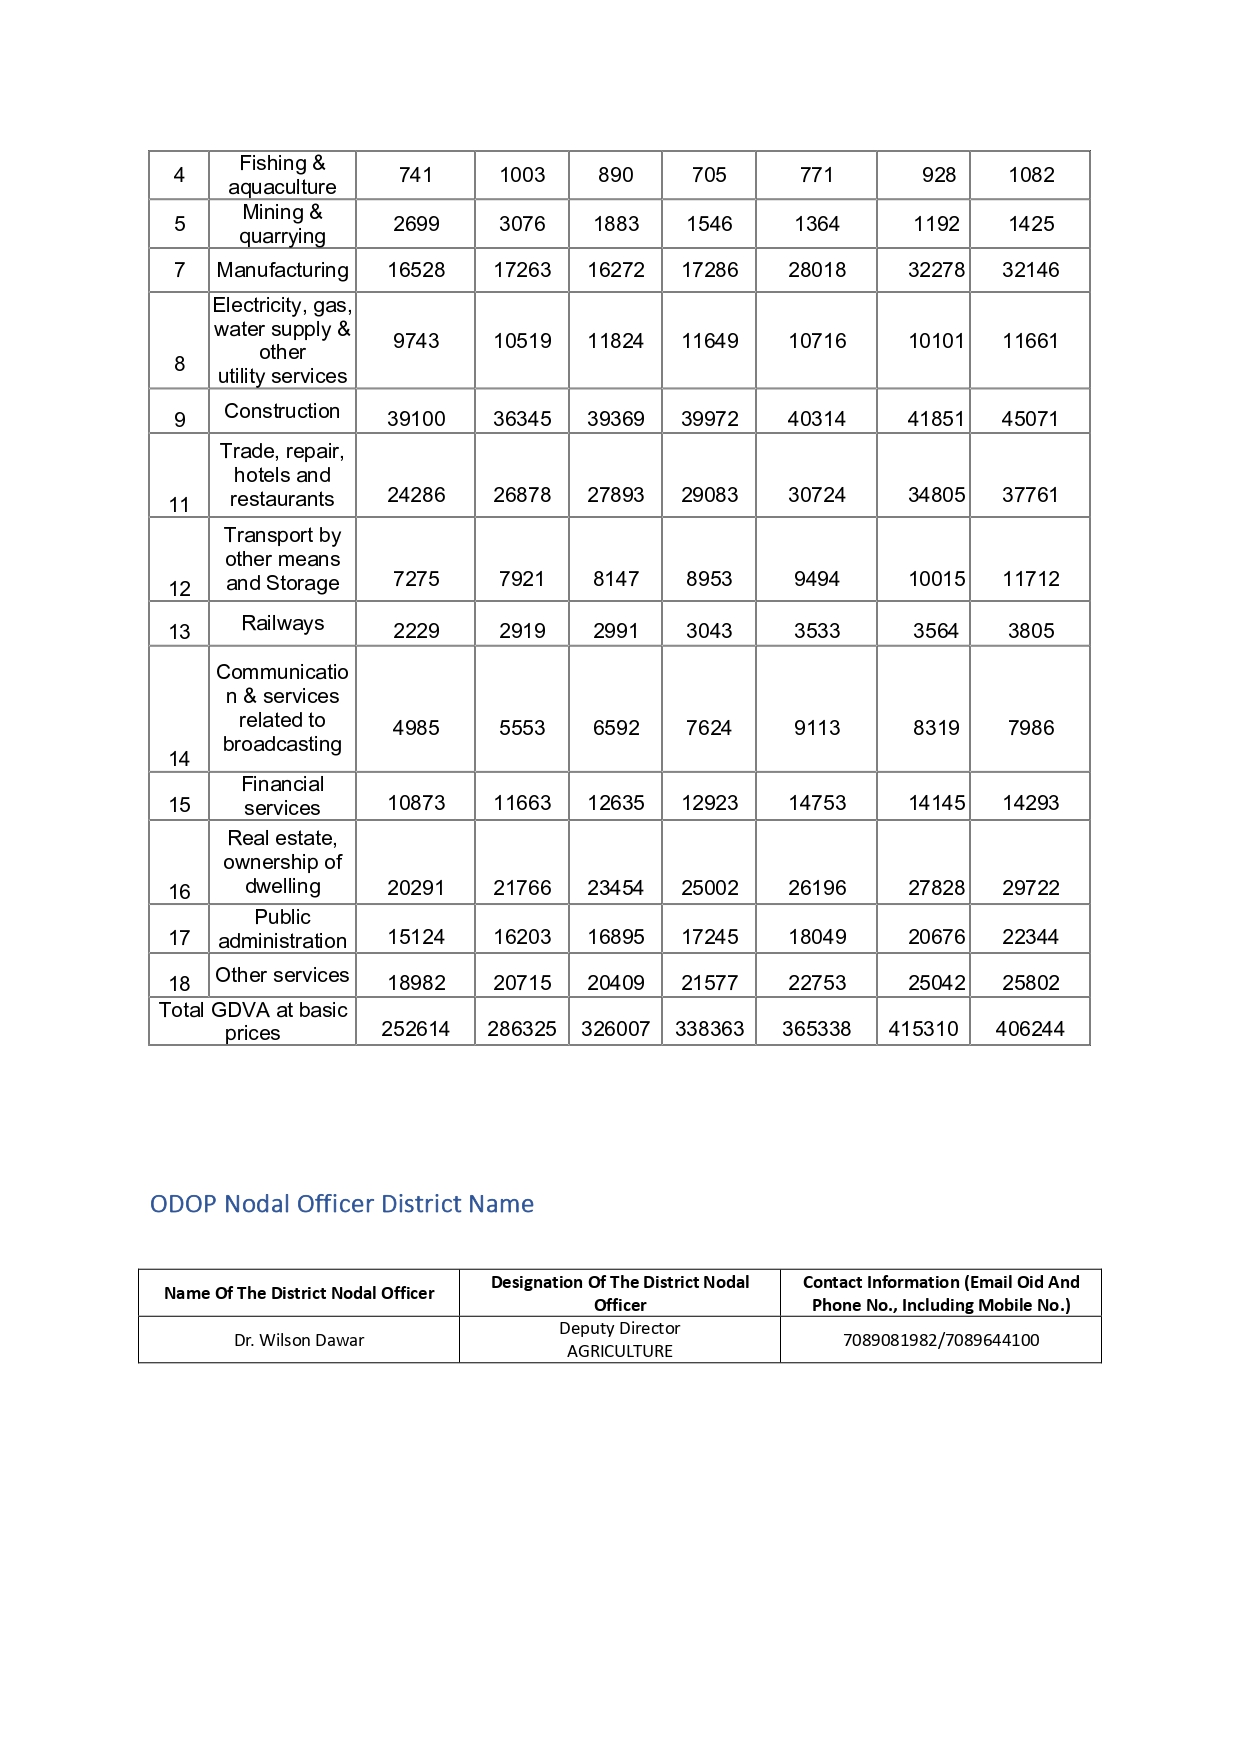 4 Fishing & aquaculture 741 1003 890 705 771 928 1082
5 Mining & quarrying 2699 3076 1883 1546 1364 1192 1425
7 Manufacturing 16528 17263 16272 17286 28018 32278 32146
8 Electricity, gas, water supply & other utility services 9743 10519 11824 11649 10716 10101 11661
9 Construction 39100 36345 39369 39972 40314 41851 45071
11 Trade, repair, hotels and restaurants 24286 26878 27893 29083 30724 34805 37761
12 Transport by other means and Storage 7275 7921 8147 8953 9494 10015 11712
13 Railways 2229 2919 2991 3043 3533 3564 3805
14 Communication & services related to broadcasting 4985 5553 6592 7624 9113 8319 7986
15 Financial services 10873 11663 12635 12923 14753 14145 14293
16 Real estate, ownership of dwelling 20291 21766 23454 25002 26196 27828 29722
17 Public administration 15124 16203 16895 17245 18049 20676 22344
18 Other services 18982 20715 20409 21577 22753 25042 25802
Total GDVA at basic prices 252614 286325 326007 338363 365338 415310 406244
ODOP Nodal Officer District Name
Name Of The District Nodal Officer Designation Of The District Nodal Officer Contact Information (Email Oid And Phone No., Including Mobile No.)
Dr. Wilson Dawar Deputy Director AGRICULTURE 7089081982/7089644100